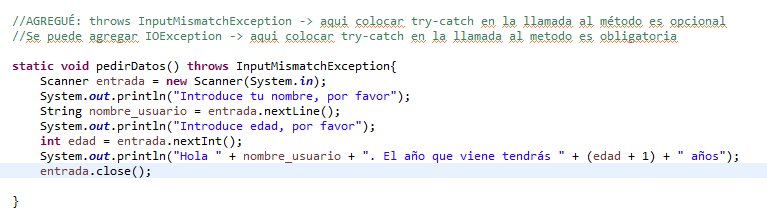 //AGREGUÉ: throws InputMismatchException -> aqui colocar try-catch en la llamada al método es opcional
//Se puede agregar IOException -> aqui colocar try-catch en la llamada al metodo es obligatoria
static void pedirDatos() throws InputMismatchException{
Scanner entrada = new Scanner(System.in);
System.out.println("Introduce tu nombre, por favor");
String nombre_usuario = entrada.nextLine();
System.out.println("Introduce edad, por favor");
int edad = entrada.nextInt();
System.out.println("Hola " + nombre_usuario + ". El año que viene tendrás " + (edad + 1) + " años");
entrada.close();
}